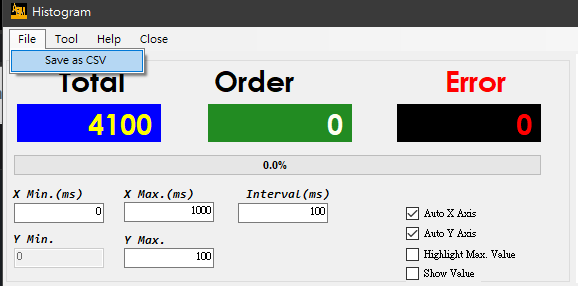 Histogram
File Tool Help Close
Save as CSV
Total Order Error
4100 0 0
0.0%
X Min.(ms) X Max.(ms) Interval(ms)
0 1000 100
Auto X Axis
Y Min. Y Max.
Auto Y Axis
0 100
Highlight Max. Value
Show Value